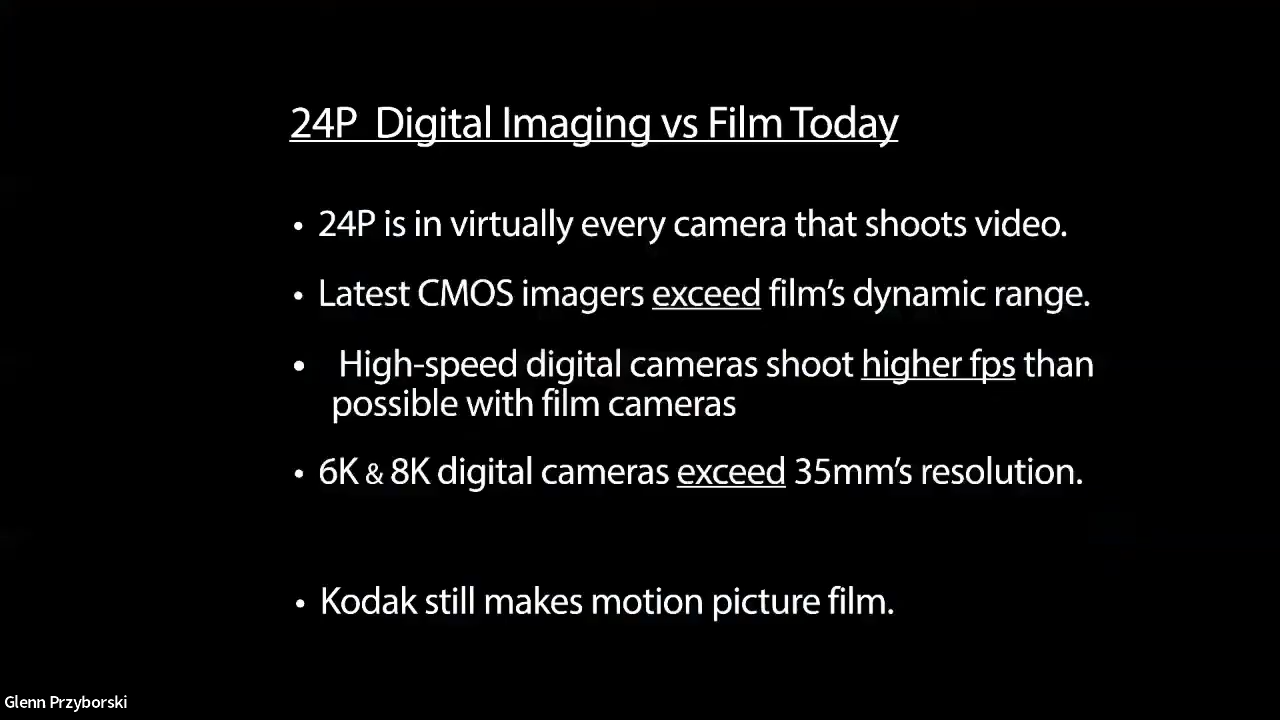 24P Digital Imaging vs Film Today
• 24P is in virtually every camera that shoots video.
• Latest CMOS imagers exceed film's dynamic range.
• High-speed digital cameras shoot higher fps than
possible with film cameras
• 6K & 8K digital cameras exceed 35mm's resolution.
• Kodak still makes motion picture film.
Glenn Przyborski